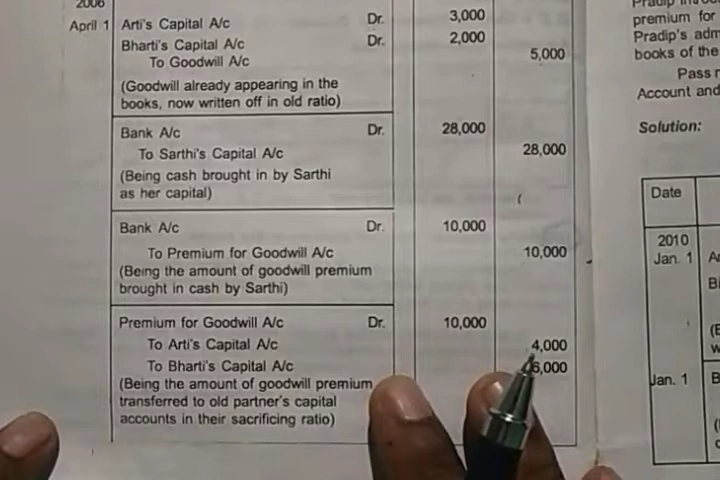 2006
April 1 Arti's Capital A/c Dr. 3,000
Bharti's Capital A/c Dr. 2,000
To Goodwill A/c 5,000
(Goodwill already appearing in the
books, now written off in old ratio)
Bank A/c Dr. 28,000
To Sarthi's Capital A/c 28,000
(Being cash brought in by Sarthi
as her capital)
Bank A/c Dr. 10,000
To Premium for Goodwill A/c 10,000
(Being the amount of goodwill premium
brought in cash by Sarthi)
Premium for Goodwill A/c Dr. 10,000
To Arti's Capital A/c 4,000
To Bharti's Capital A/c 6,000
(Being the amount of goodwill premium
transferred to old partner's capital
accounts in their sacrificing ratio)
premium for
Pradip's adm
books of the
Pass
Account and
Solution:
Date
2010
Jan. 1
Jan. 1